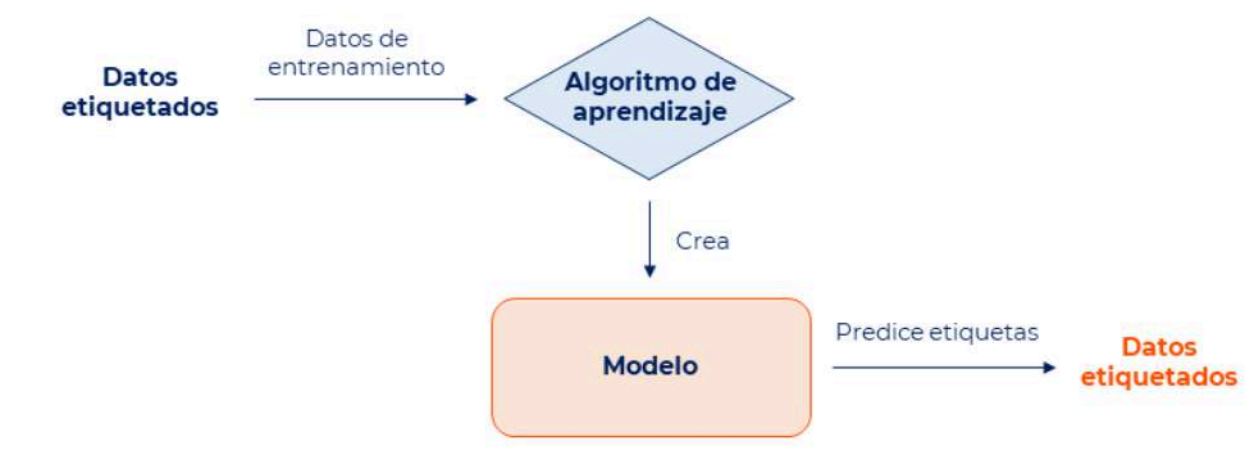 Datos de
entrenamiento
Datos
etiquetados
Algoritmo de
aprendizaje
Crea
Modelo
Predice etiquetas
Datos
etiquetados